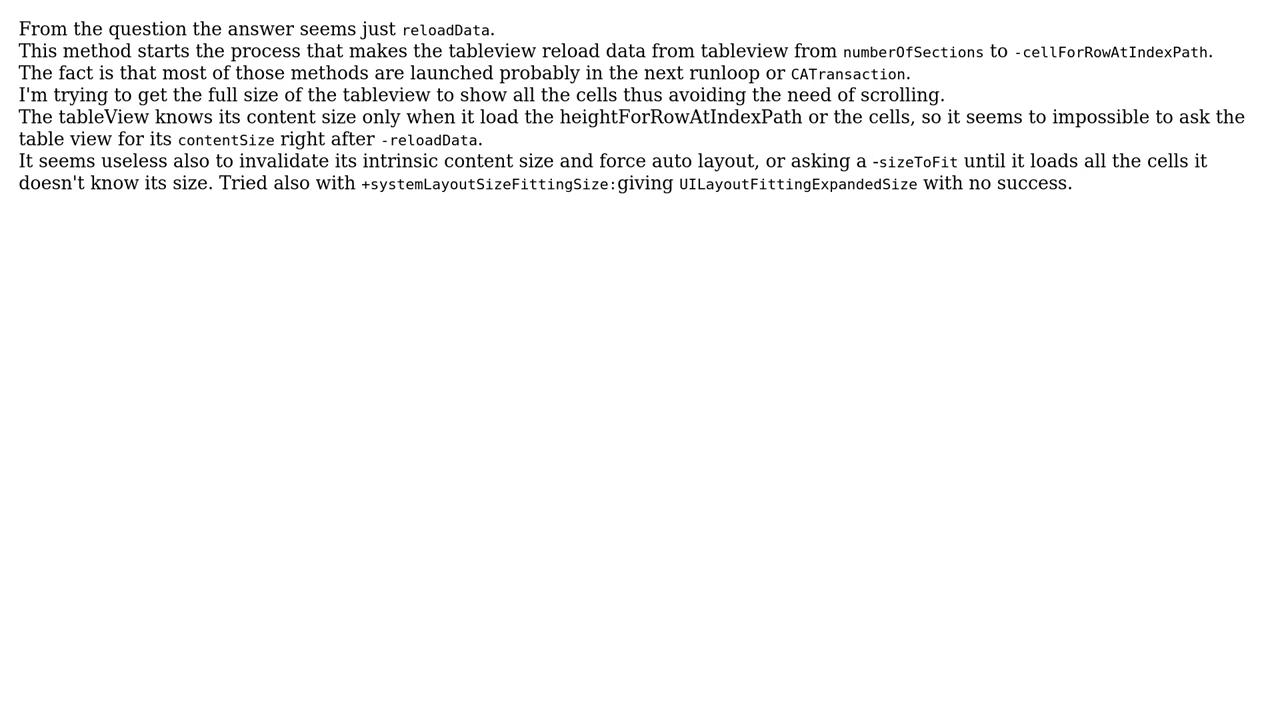 From the question the answer seems just reloadData.
This method starts the process that makes the tableview reload data from tableview from numberOfSections to -cellForRowAtIndexPath.
The fact is that most of those methods are launched probably in the next runloop or CATransaction.
I'm trying to get the full size of the tableview to show all the cells thus avoiding the need of scrolling.
The tableView knows its content size only when it load the heightForRowAtIndexPath or the cells, so it seems to impossible to ask the
table view for its contentSize right after -reloadData.
It seems useless also to invalidate its intrinsic content size and force auto layout, or asking a -sizeToFit until it loads all the cells it
doesn't know its size. Tried also with +systemLayoutSizeFittingSize:giving UILayoutFittingExpandedSize with no success.